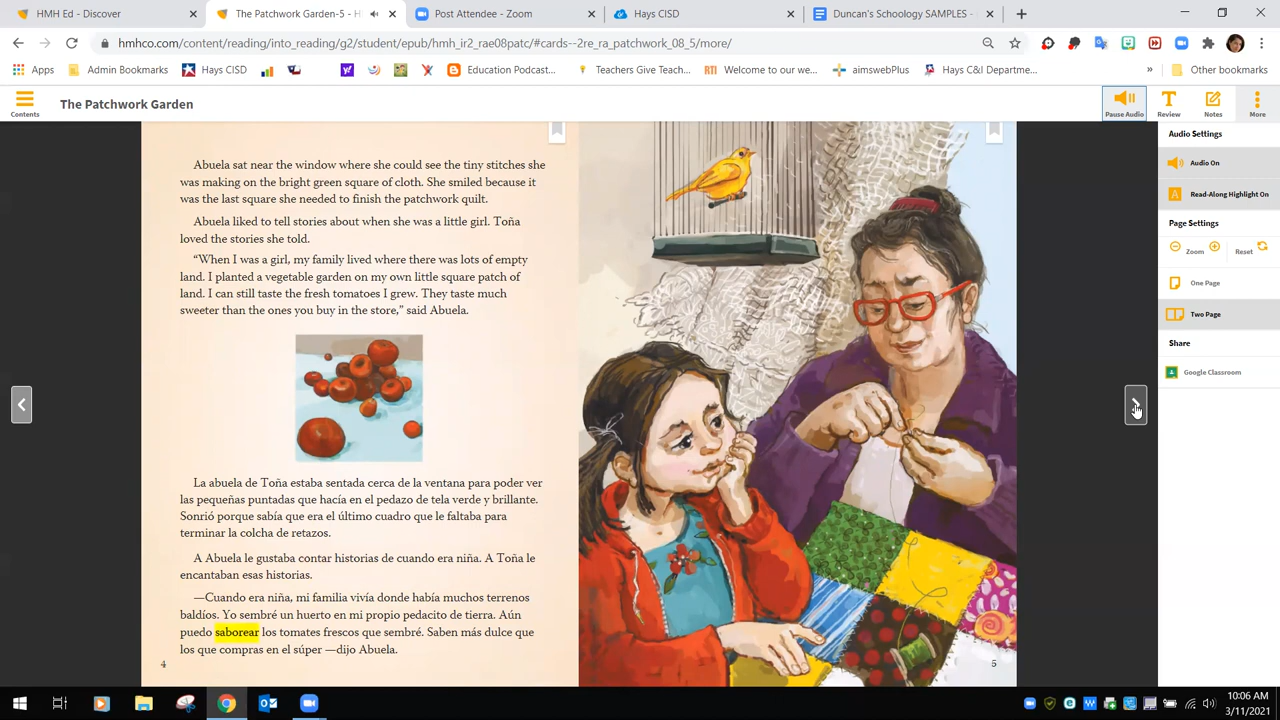 HMH Ed - Discover
The Patchwork Garden-5 - H
Post Attendee - Zoom
Hays CISD
Duncan's Schoology SAMPLES -
hmhco.com/content/reading/into_reading/g2/student/epub/hmh_ir2_rae08patc/#cards--2re_ra_patchwork_08_5/more/
Apps
Admin Bookmarks
Hays CISD
Education Podcast...
Teachers Give Teach...
RTI
Welcome to our we...
aimswebPlus
Hays C&I Departme...
Other bookmarks
Contents
The Patchwork Garden
Pause Audio
Review
Notes
More
Abuela sat near the window where she could see the tiny stitches she
was making on the bright green square of cloth. She smiled because it
was the last square she needed to finish the patchwork quilt.
Abuela liked to tell stories about when she was a little girl. Toña
loved the stories she told.
“When I was a girl, my family lived where there was lots of empty
land. I planted a vegetable garden on my own little square patch of
land. I can still taste the fresh tomatoes I grew. They taste much
sweeter than the ones you buy in the store,” said Abuela.
La abuela de Toña estaba sentada cerca de la ventana para poder ver
las pequeñas puntadas que hacía en el pedazo de tela verde y brillante.
Sonrió porque sabía que era el último cuadro que le faltaba para
terminar la colcha de retazos.
A Abuela le gustaba contar historias de cuando era niña. A Toña le
encantaban esas historias.
—Cuando era niña, mi familia vivía donde había muchos terrenos
baldíos. Yo sembré un huerto en mi propio pedacito de tierra. Aún
puedo saborear los tomates frescos que sembré. Saben más dulce que
los que compras en el súper —dijo Abuela.
4
5
Audio Settings
Audio On
A Read-Along Highlight On
Page Settings
Zoom
Reset
One Page
Two Page
Share
Google Classroom
10:06 AM
3/11/2021